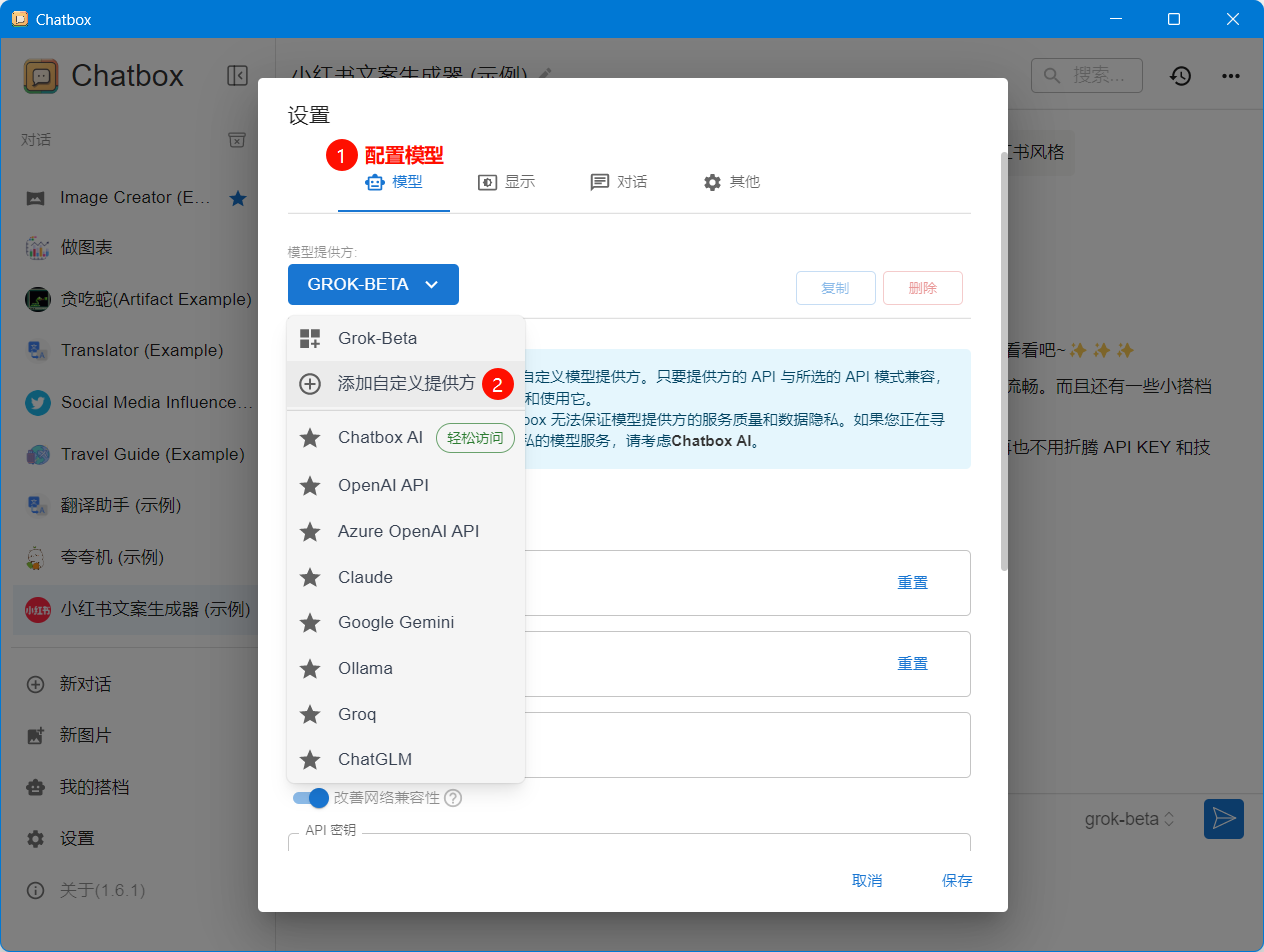 Chatbox
Chatbox
小红书文案生成器 (示例)
搜索...
对话
Image Creator (E...
做图表
贪吃蛇(Artifact Example)
Translator (Example)
Social Media Influence...
Travel Guide (Example)
翻译助手 (示例)
夸夸机 (示例)
小红书
小红书文案生成器 (示例)
新对话
新图片
我的搭档
设置
关于(1.6.1)
设置
1 配置模型
模型
显示
对话
其他
模型提供方:
GROK-BETA
复制
删除
Grok-Beta
添加自定义提供方 2
Chatbox AI 轻松访问
OpenAI API
Azure OpenAI API
Claude
Google Gemini
Ollama
Groq
ChatGLM
自定义模型提供方。只要提供方的 API 与所选的 API 模式兼容，
和使用它。
box 无法保证模型提供方的服务质量和数据隐私。如果您正在寻
私的模型服务，请考虑Chatbox AI。
重置
重置
改善网络兼容性
API 密钥
取消
保存
书风格
看看吧~✨ ✨ ✨
流畅。而且还有一些小搭档
也不用折腾 API KEY 和技
grok-beta